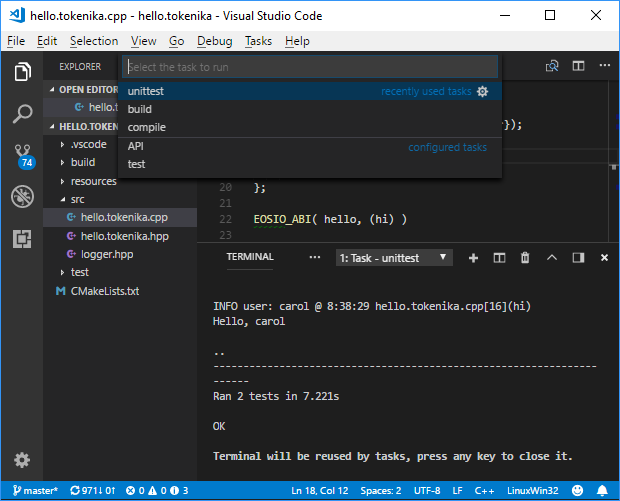 hello.tokenika.cpp - hello.tokenika - Visual Studio Code
File Edit Selection View Go Debug Tasks Help
EXPLORER
Select the task to run
OPEN EDITOR
unittest recently used tasks
hello.t
build
HELLO.TOKEN
compile
.vscode
API configured tasks
});
build
test
resources
20 };
src
21
hello.tokenika.cpp
22 EOSIO_ABI( hello, (hi) )
hello.tokenika.hpp
23
logger.hpp
TERMINAL ··· 1: Task - unittest
test
CMakeLists.txt
INFO user: carol @ 8:38:29 hello.tokenika.cpp[16](hi)
Hello, carol
..
----------------------------------------------------------------
------
Ran 2 tests in 7.221s
OK
Terminal will be reused by tasks, press any key to close it.
74
master* 971↓ 0↑ 0 0 3 Ln 18, Col 12 Spaces: 2 UTF-8 LF C++ LinuxWin32